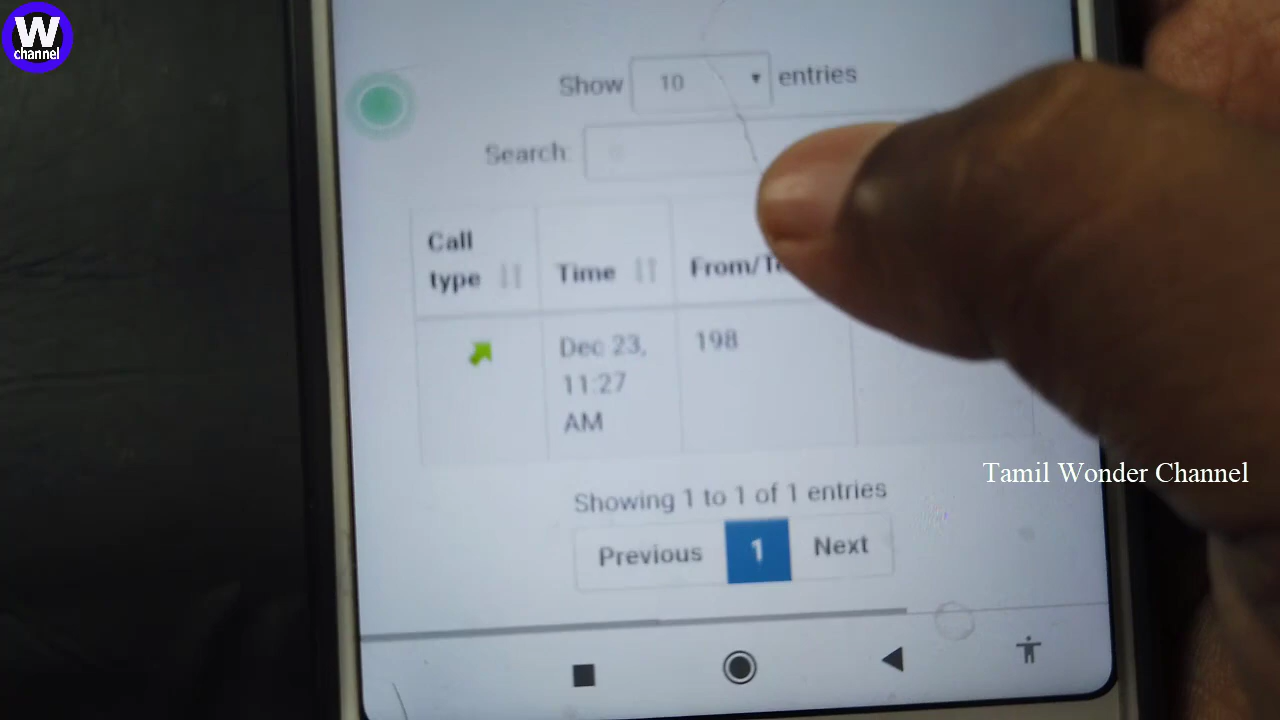 W
channel
Show 10 entries
Search:
Call type Time From/To
Dec 23, 11:27 AM 198
Showing 1 to 1 of 1 entries
Previous 1 Next
Tamil Wonder Channel